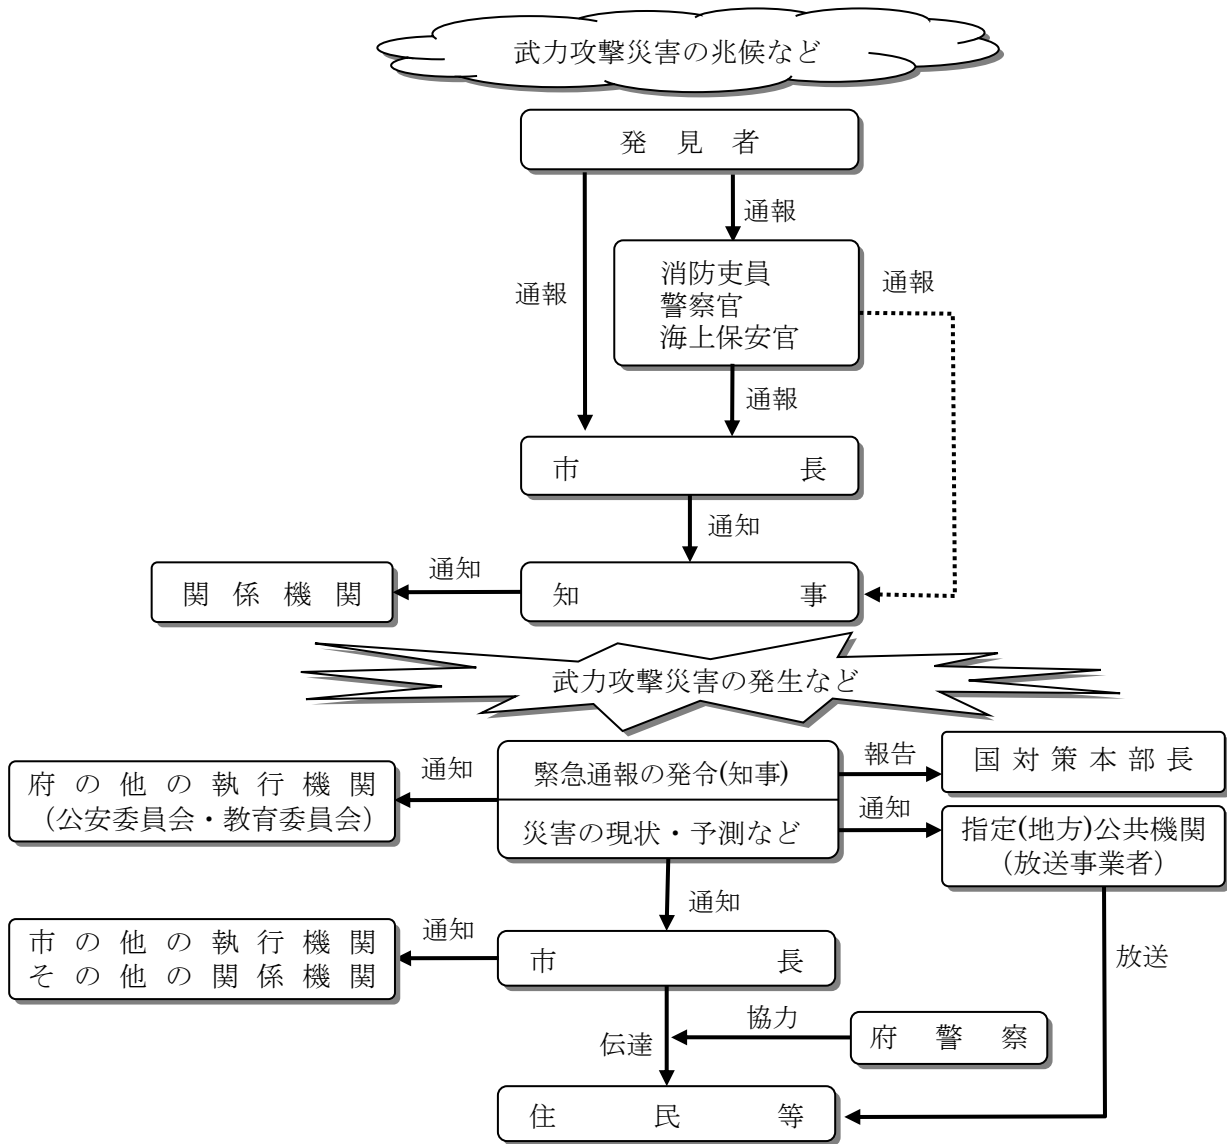 武力攻撃災害の兆候など
発見者
通報
消防吏員
警察官
海上保安官
通報
通報
通報
市長
通知
通知
関係機関
知事
武力攻撃災害の発生など
府の他の執行機関
（公安委員会・教育委員会）
通知
緊急通報の発令(知事)
災害の現状・予測など
報告
国対策本部長
通知
指定(地方)公共機関
（放送事業者）
通知
市の他の執行機関
その他の関係機関
通知
市長
放送
協力
伝達
府警察
住民等